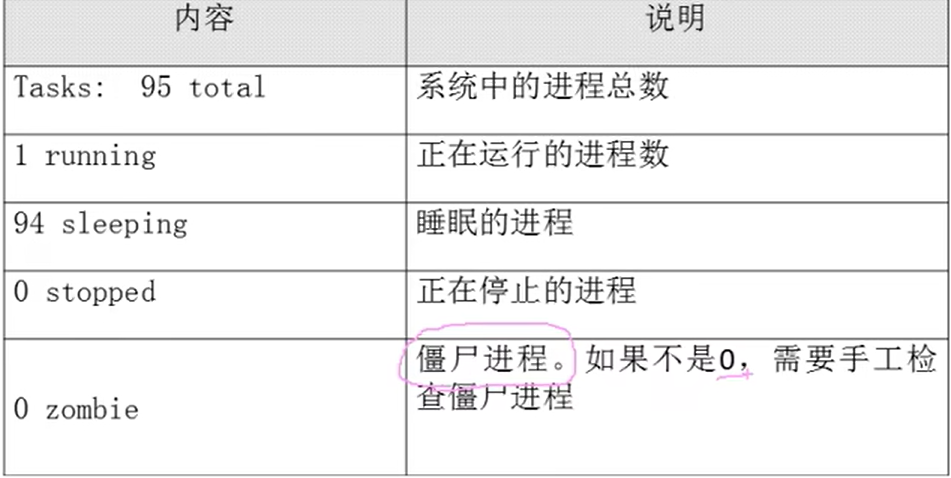 内容 说明
Tasks:  95 total 系统中的进程总数
1 running 正在运行的进程数
94 sleeping 睡眠的进程
0 stopped 正在停止的进程
0 zombie 僵尸进程。如果不是0，需要手工检
查僵尸进程